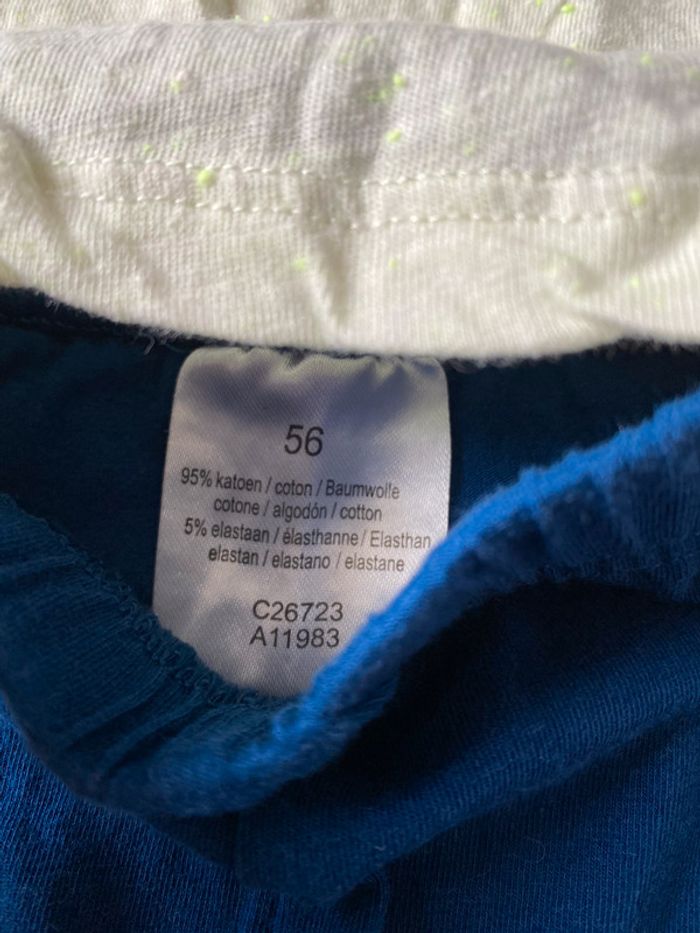 56
95% katoen / coton / Baumwolle
cotone / algodón / cotton
5% elastaan / élasthanne / Elasthan
elastan / elastano / elastane
C26723
A11983